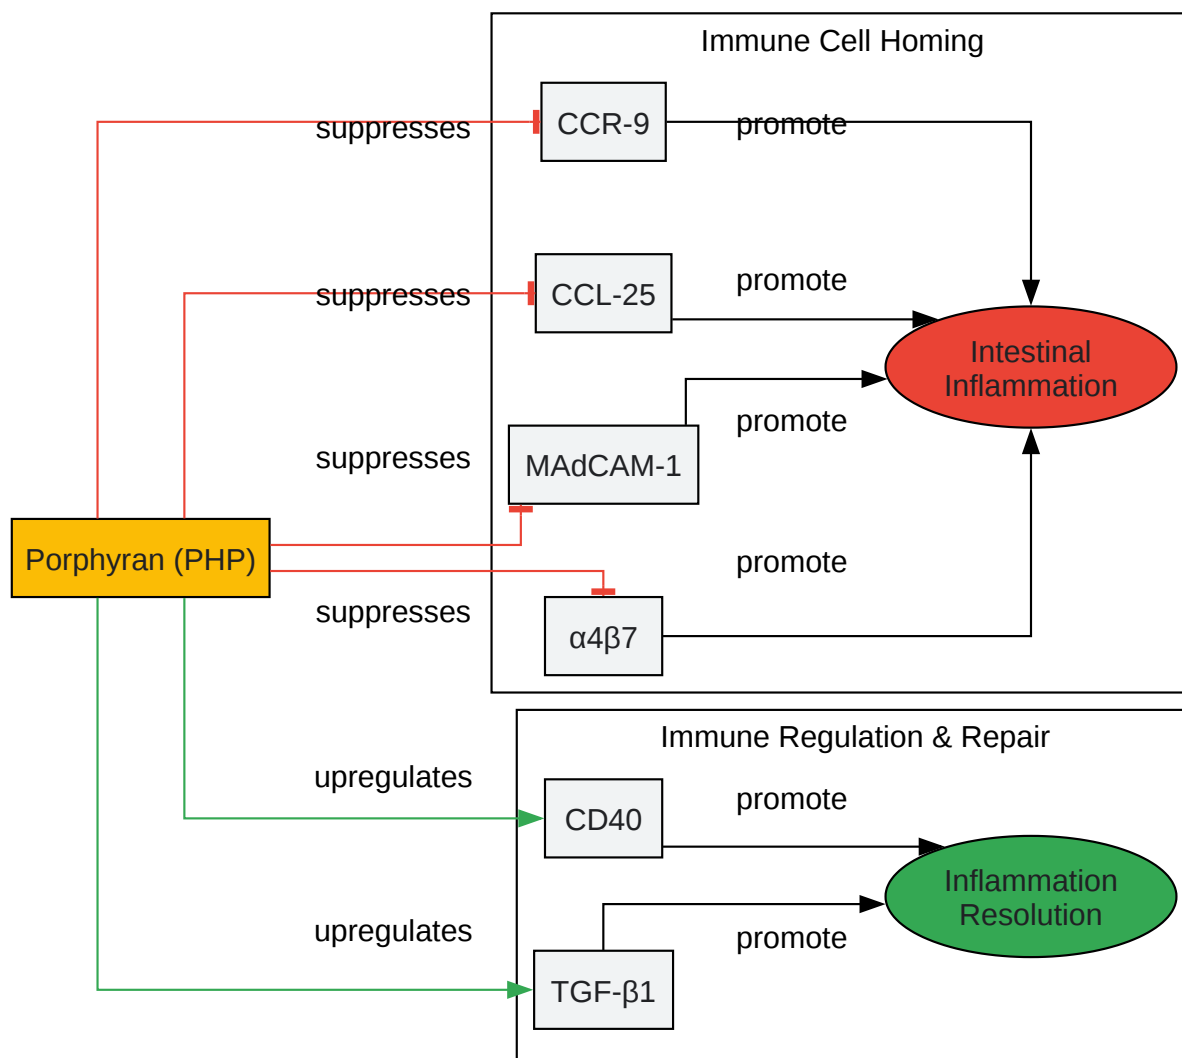 Immune Cell Homing
suppresses
CCR-9
promote
suppresses
CCL-25
promote
Intestinal
Inflammation
suppresses
MAdCAM-1
promote
Porphyran (PHP)
suppresses
α4β7
promote
Immune Regulation & Repair
upregulates
CD40
promote
Inflammation
Resolution
upregulates
TGF-β1
promote